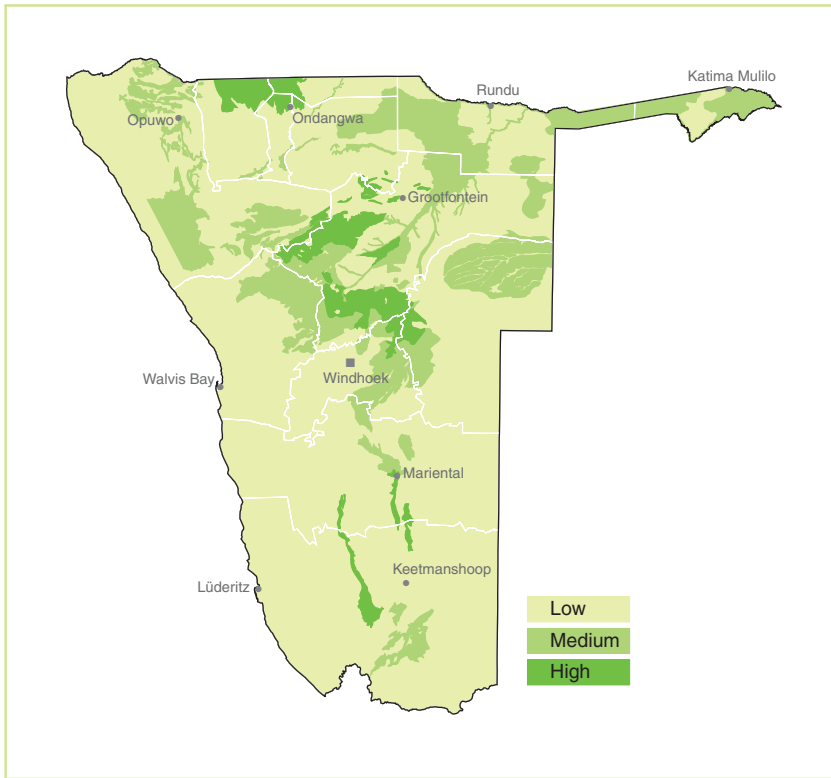 Katima Mulilo
Rundu
Opuwo
Ondangwa
Grootfontein
Windhoek
Walvis Bay
Mariental
Keetmanshoop
Lüderitz
Low
Medium
High